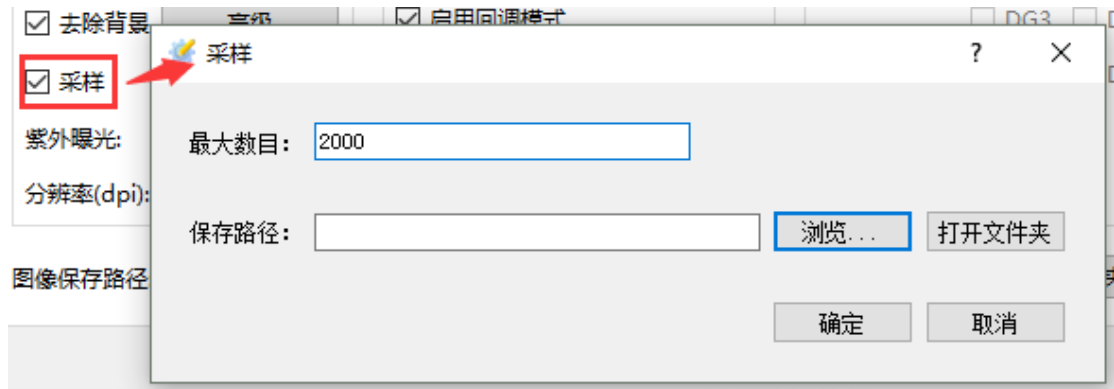 去除背景
高级
启用回调模式
DG3
采样
采样
紫外曝光:
最大数目: 2000
分辨率(dpi):
保存路径: 浏览... 打开文件夹
图像保存路径
确定 取消